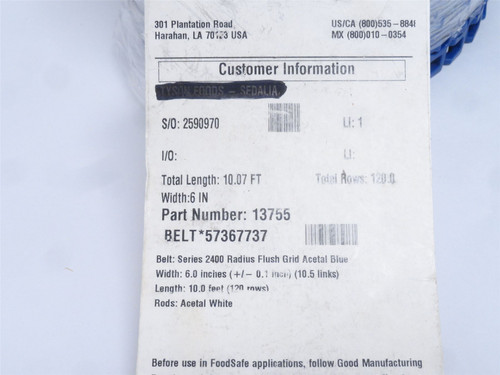 301 Plantation Road
Harahan, LA 70123 USA
US/CA (800)535-8848
MX (800)010-0354
Customer Information
FOODS - SEDALIA
S/O: 2590970
LI: 1
I/O:
LI:
Total Length: 10.07 FT
Total Rows: 120.0
Width:6 IN
Part Number: 13755
BELT*57367737
Belt: Series 2400 Radius Flush Grid Acetal Blue
Width: 6.0 inches (+/- 0.1 inch) (10.5 links)
Length: 10.0 feet (120 rows)
Rods: Acetal White
Before use in FoodSafe applications, follow Good Manufacturing